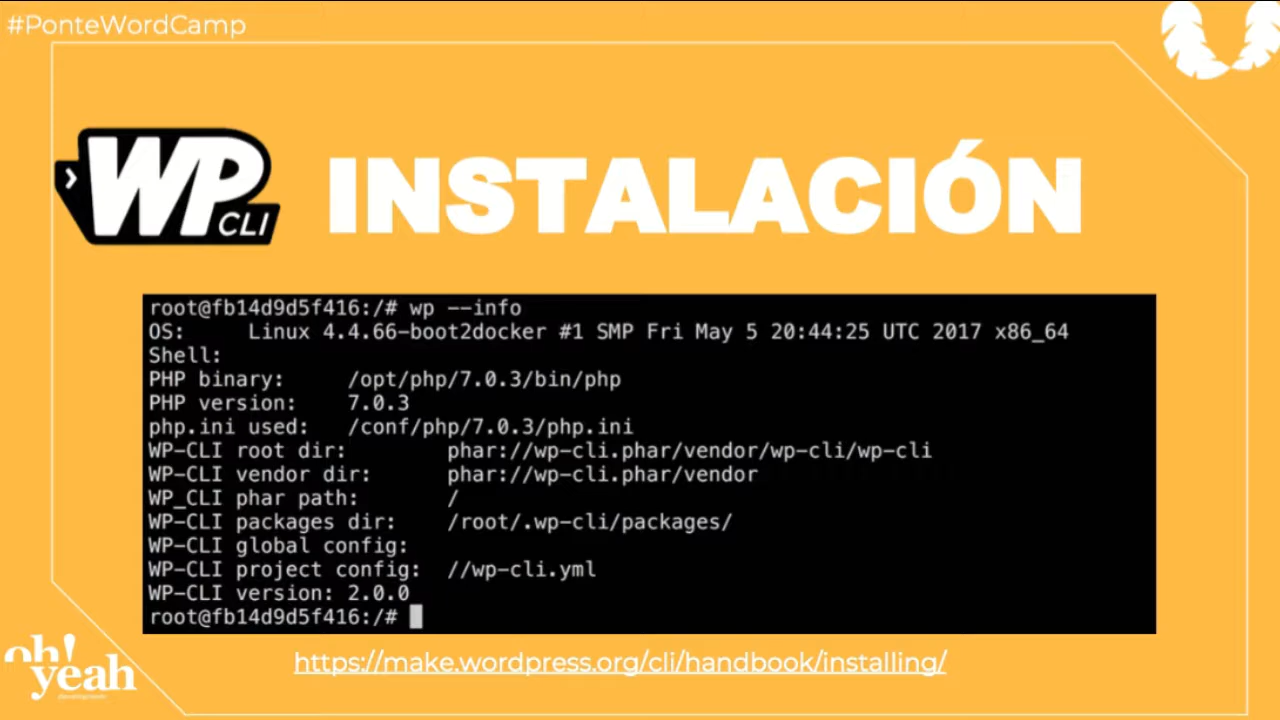 #PonteWordCamp
WP CLI
INSTALACIÓN
root@fb14d9d5f416:/# wp --info
OS: Linux 4.4.66-boot2docker #1 SMP Fri May 5 20:44:25 UTC 2017 x86_64
Shell:
PHP binary: /opt/php/7.0.3/bin/php
PHP version: 7.0.3
php.ini used: /conf/php/7.0.3/php.ini
WP-CLI root dir: phar://wp-cli.phar/vendor/wp-cli/wp-cli
WP-CLI vendor dir: phar://wp-cli.phar/vendor
WP_CLI phar path: /
WP-CLI packages dir: /root/.wp-cli/packages/
WP-CLI global config:
WP-CLI project config: //wp-cli.yml
WP-CLI version: 2.0.0
root@fb14d9d5f416:/#
https://make.wordpress.org/cli/handbook/installing/
oh!
yeah